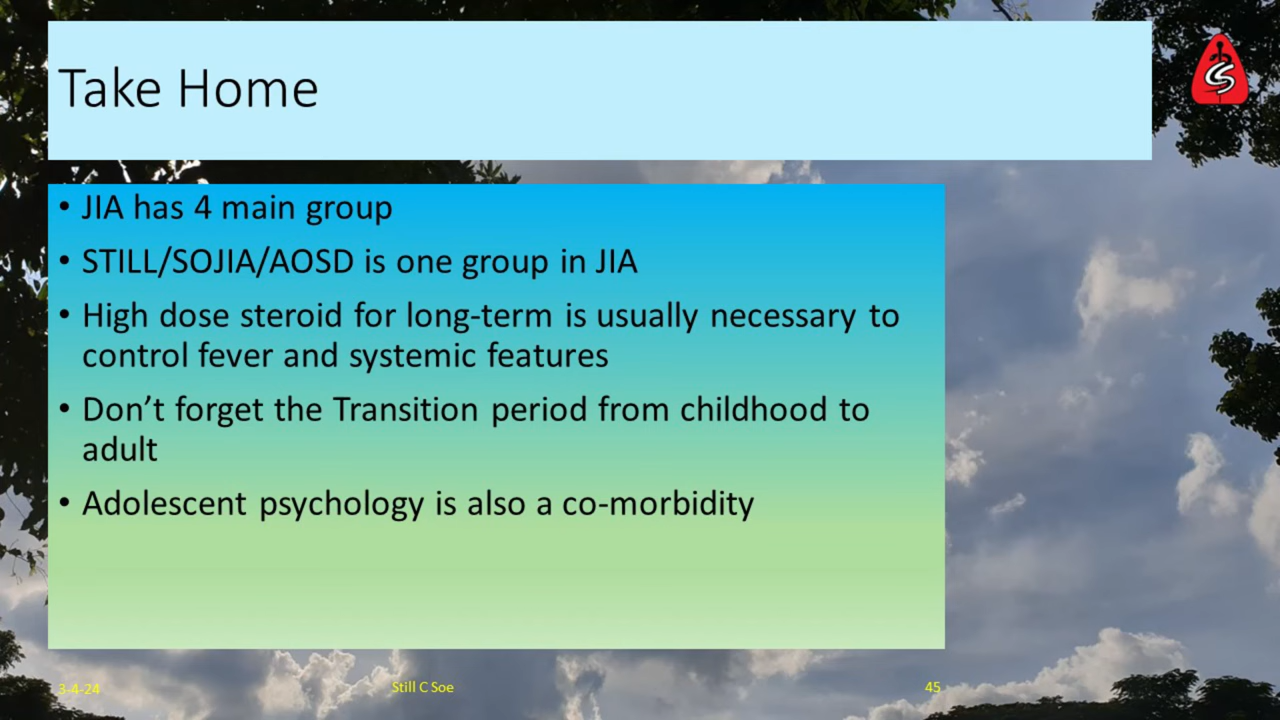 Take Home
• JIA has 4 main group
• STILL/SOJIA/AOSD is one group in JIA
• High dose steroid for long-term is usually necessary to
control fever and systemic features
• Don’t forget the Transition period from childhood to
adult
• Adolescent psychology is also a co-morbidity
3-4-24
Still C Soe
45